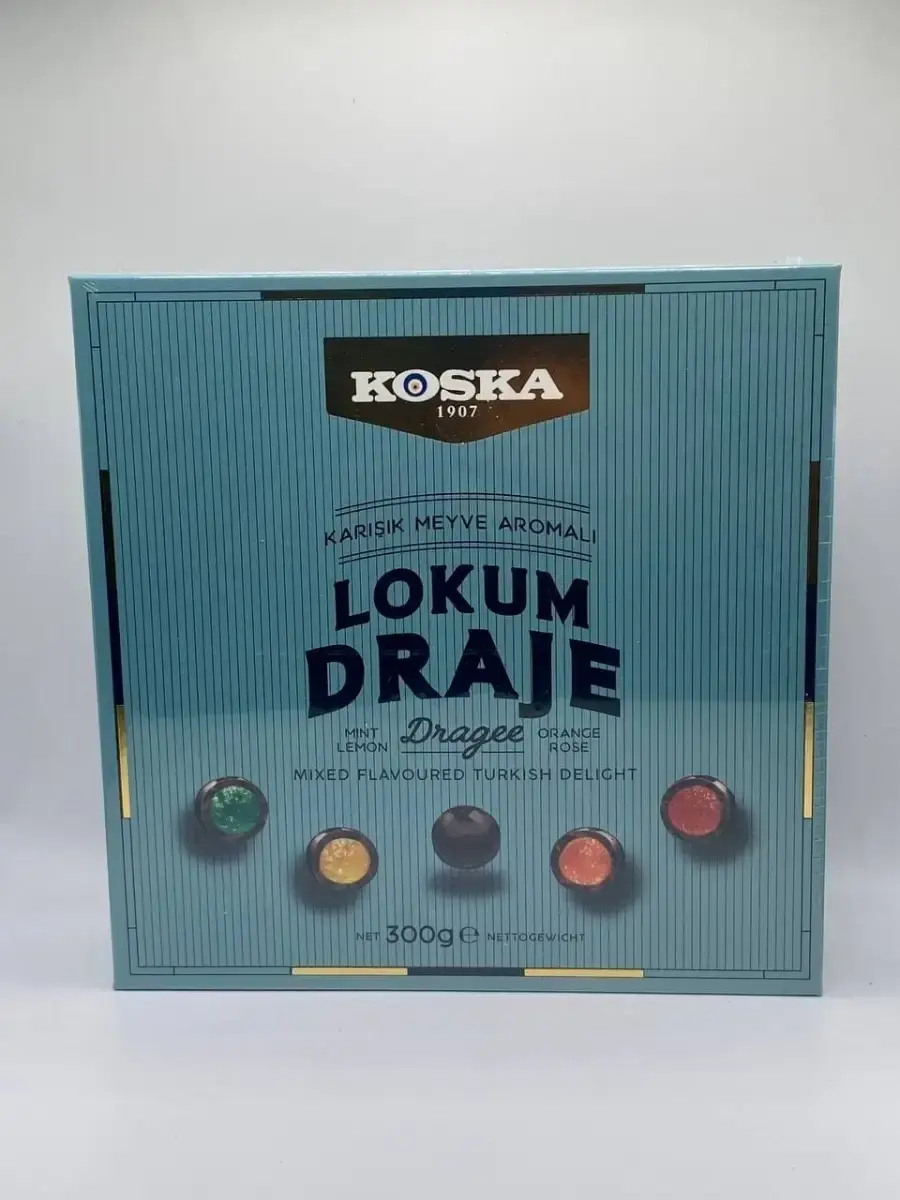 KOSKA
1907
KARIŞIK MEYVE AROMALI
LOKUM
DRAJE
MINT
LEMON
Dragee
ORANGE
ROSE
MIXED FLAVOURED TURKISH DELIGHT
NET 300g ℮ NETTOGEWICHT